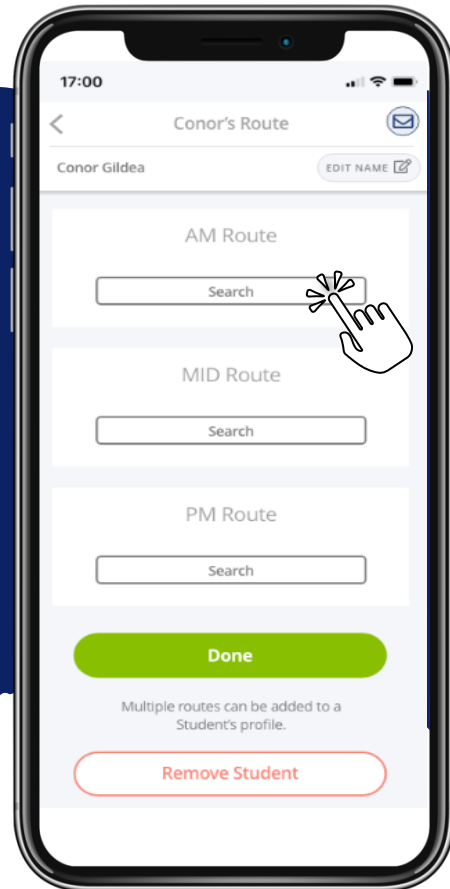 17:00
Conor's Route
Conor Gildea
EDIT NAME
AM Route
Search
MID Route
Search
PM Route
Search
Done
Multiple routes can be added to a
Student's profile.
Remove Student